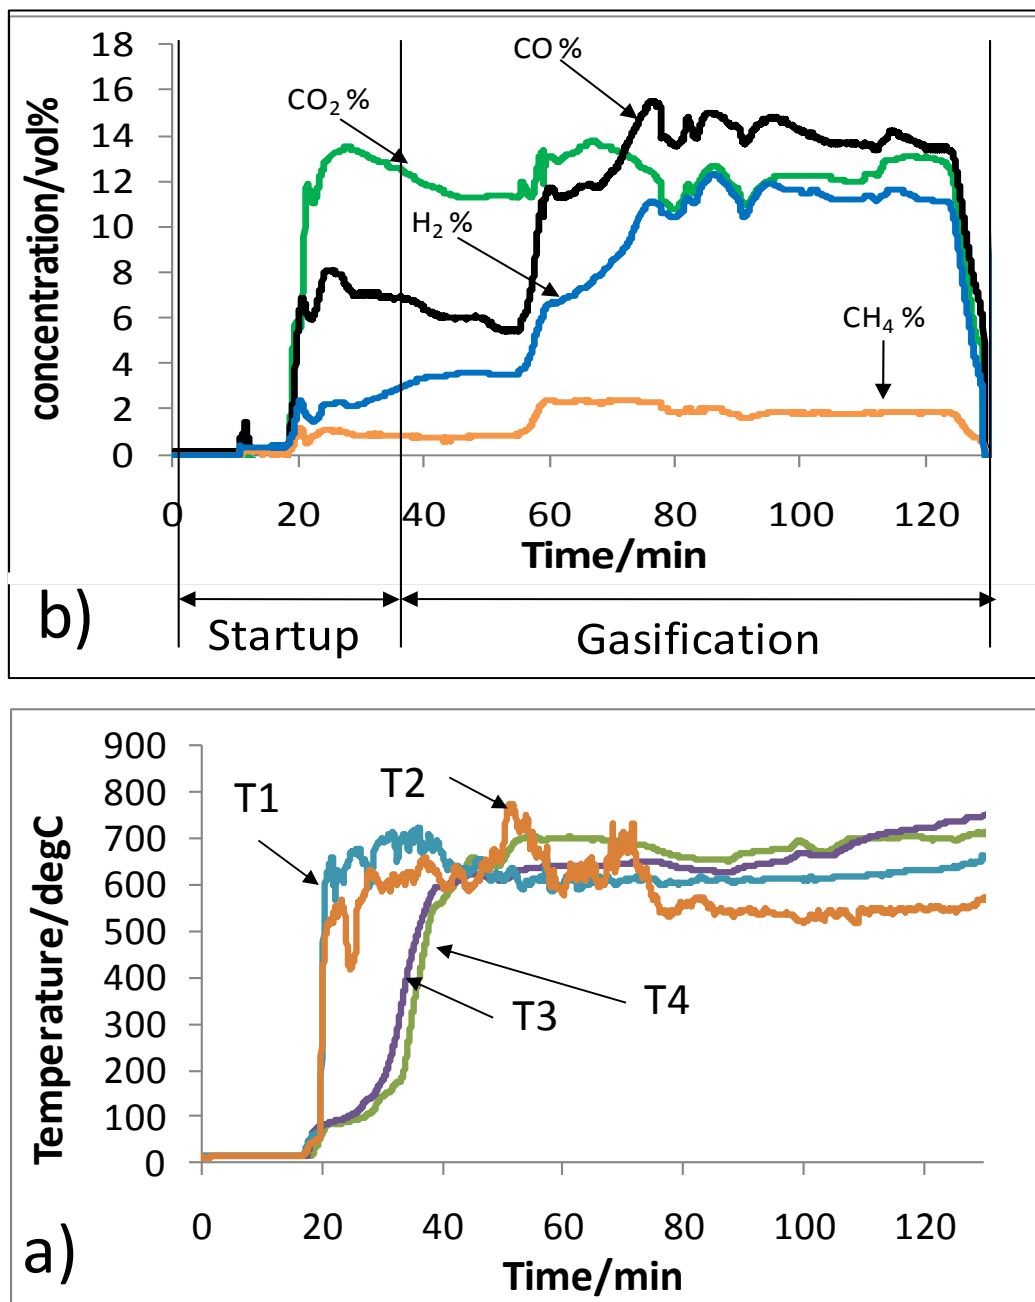 18
16
14
12
10
8
6
4
2
0
concentration/vol%
CO %
CO₂ %
H₂ %
CH₄ %
0 20 40 60 80 100 120
Time/min
b)
Startup
Gasification
900
800
700
600
500
400
300
200
100
0
Temperature/degC
T1
T2
T3
T4
0 20 40 60 80 100 120
Time/min
a)